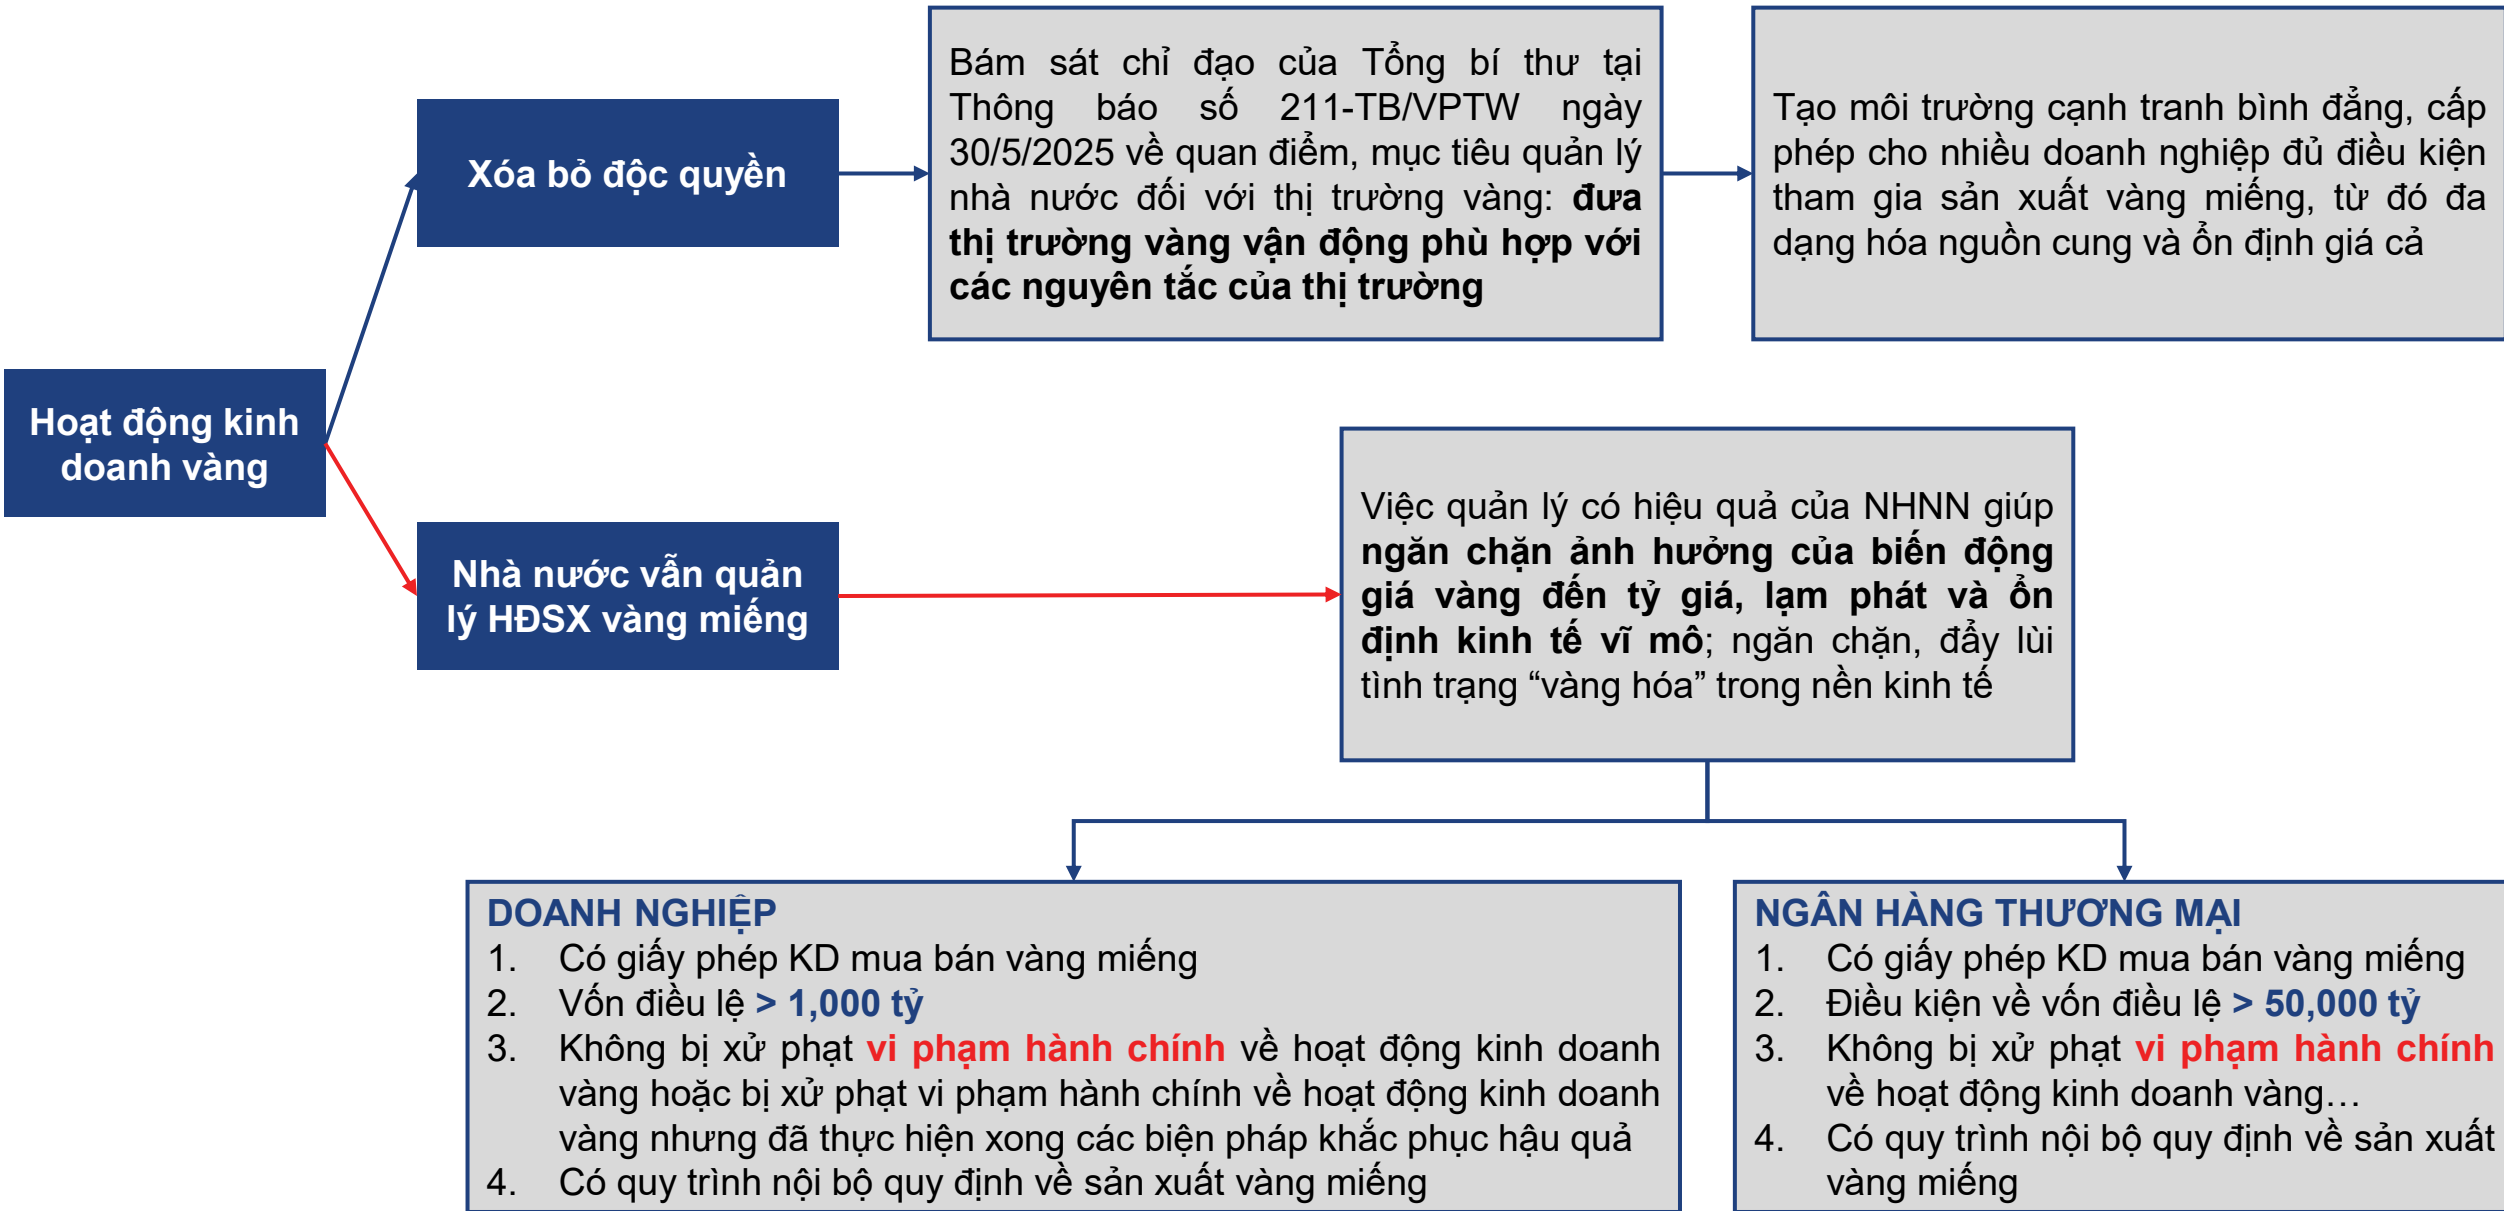 Xóa bỏ độc quyền
Bám sát chỉ đạo của Tổng bí thư tại
Thông báo số 211-TB/VPTW ngày
30/5/2025 về quan điểm, mục tiêu quản lý
nhà nước đối với thị trường vàng: đưa
thị trường vàng vận động phù hợp với
các nguyên tắc của thị trường
Tạo môi trường cạnh tranh bình đẳng, cấp
phép cho nhiều doanh nghiệp đủ điều kiện
tham gia sản xuất vàng miếng, từ đó đa
dạng hóa nguồn cung và ổn định giá cả
Hoạt động kinh
doanh vàng
Nhà nước vẫn quản
lý HĐSX vàng miếng
Việc quản lý có hiệu quả của NHNN giúp
ngăn chặn ảnh hưởng của biến động
giá vàng đến tỷ giá, lạm phát và ổn
định kinh tế vĩ mô; ngăn chặn, đẩy lùi
tình trạng “vàng hóa” trong nền kinh tế
DOANH NGHIỆP
1. Có giấy phép KD mua bán vàng miếng
2. Vốn điều lệ > 1,000 tỷ
3. Không bị xử phạt vi phạm hành chính về hoạt động kinh doanh
vàng hoặc bị xử phạt vi phạm hành chính về hoạt động kinh doanh
vàng nhưng đã thực hiện xong các biện pháp khắc phục hậu quả
4. Có quy trình nội bộ quy định về sản xuất vàng miếng
NGÂN HÀNG THƯƠNG MẠI
1. Có giấy phép KD mua bán vàng miếng
2. Điều kiện về vốn điều lệ > 50,000 tỷ
3. Không bị xử phạt vi phạm hành chính
về hoạt động kinh doanh vàng…
4. Có quy trình nội bộ quy định về sản xuất
vàng miếng